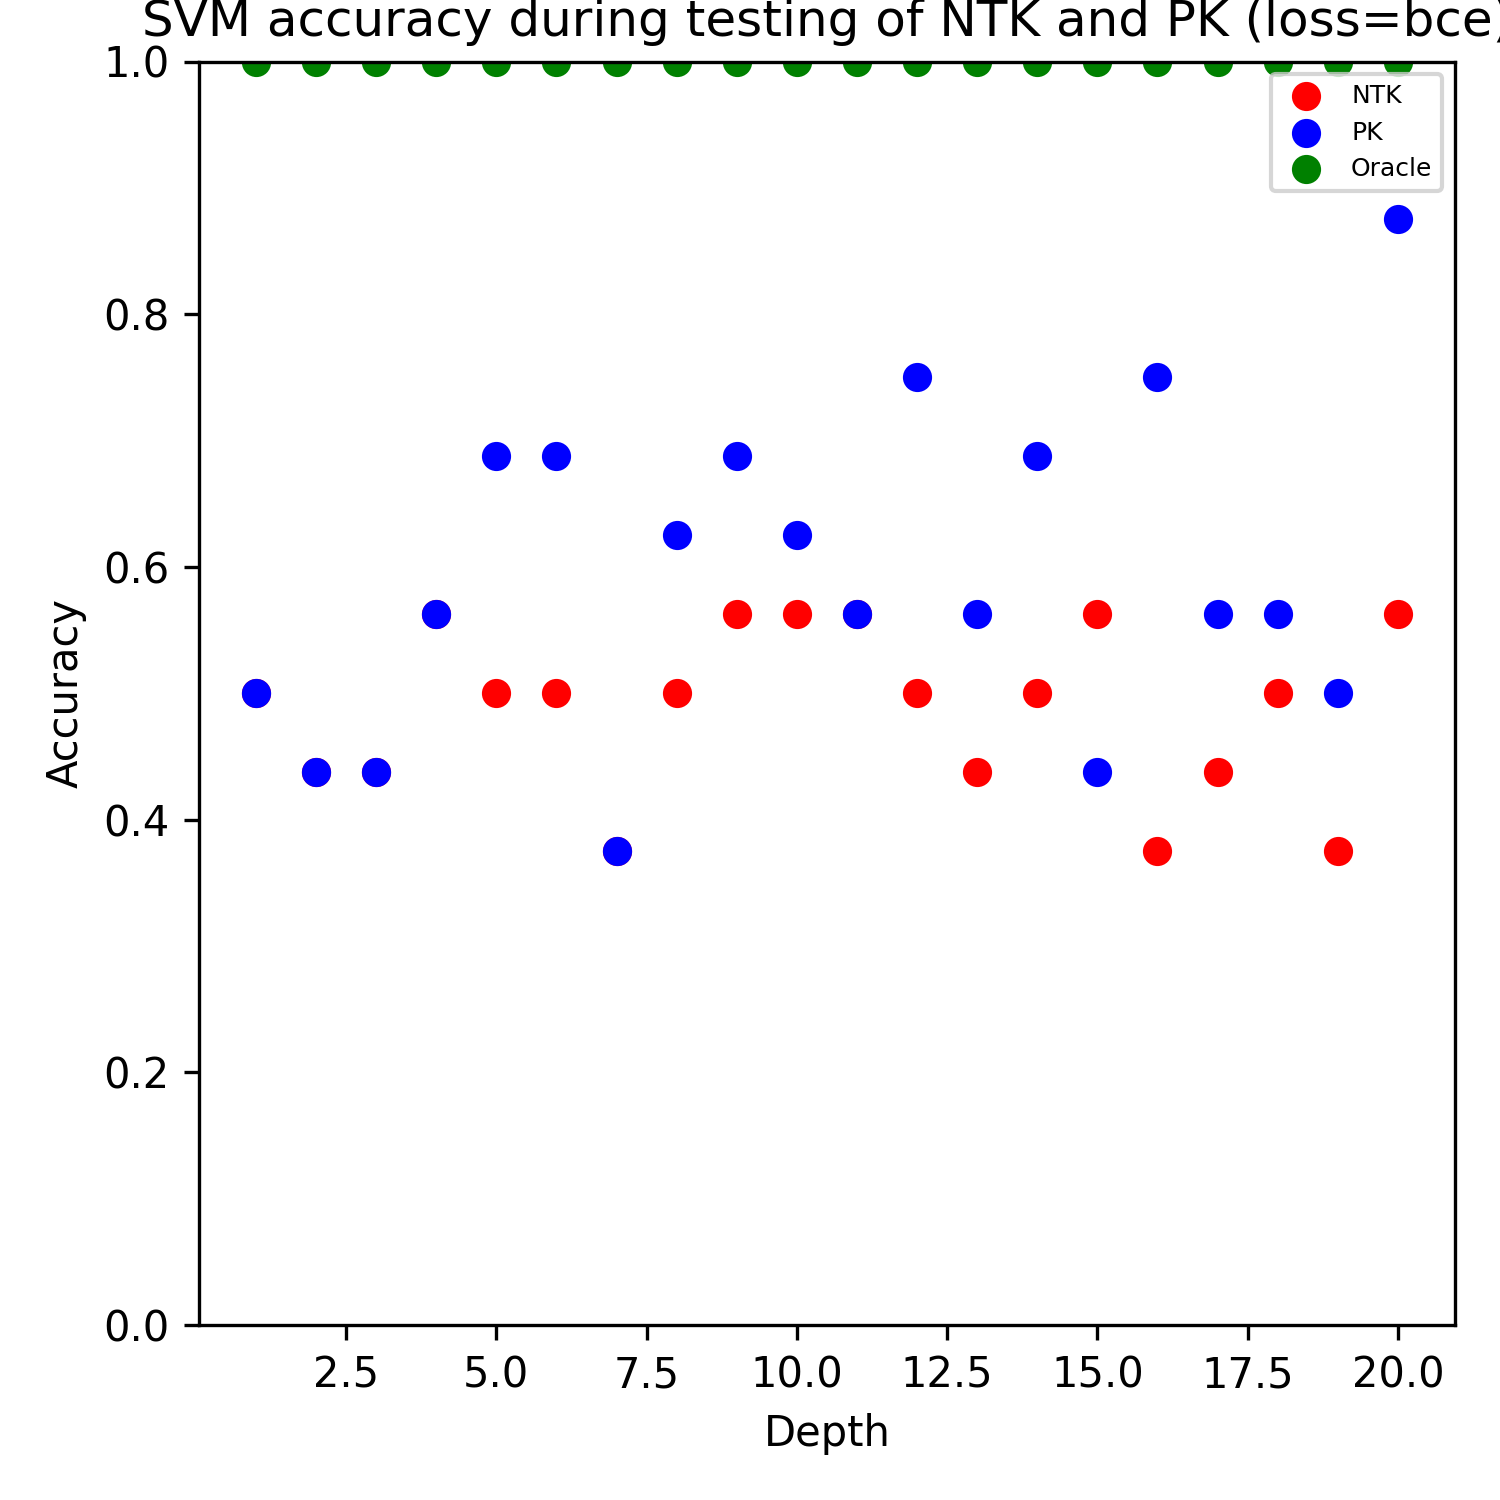 SVM accuracy during testing of NTK and PK (loss=bce)
1.0
0.8
0.6
0.4
0.2
0.0
Accuracy
NTK
PK
Oracle
2.5 5.0 7.5 10.0 12.5 15.0 17.5 20.0
Depth